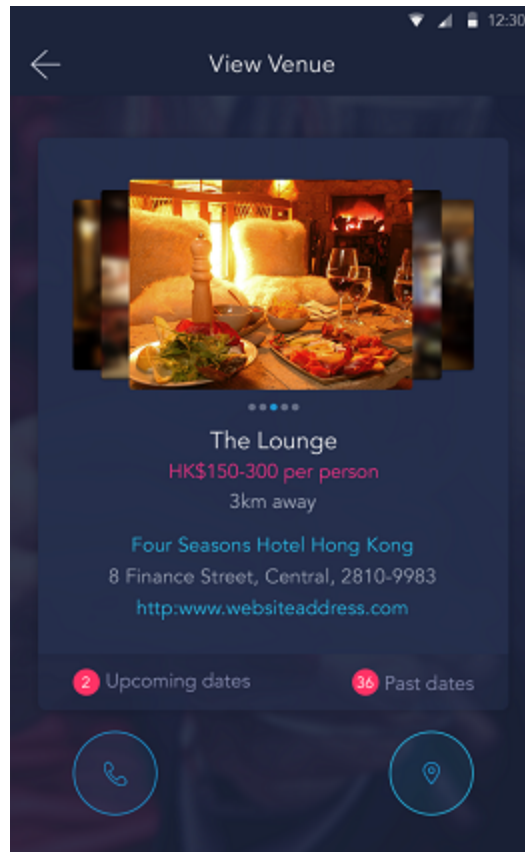 12:30
View Venue
The Lounge
HK$150-300 per person
3km away
Four Seasons Hotel Hong Kong
8 Finance Street, Central, 2810-9983
http:www.websiteaddress.com
2 Upcoming dates
36 Past dates